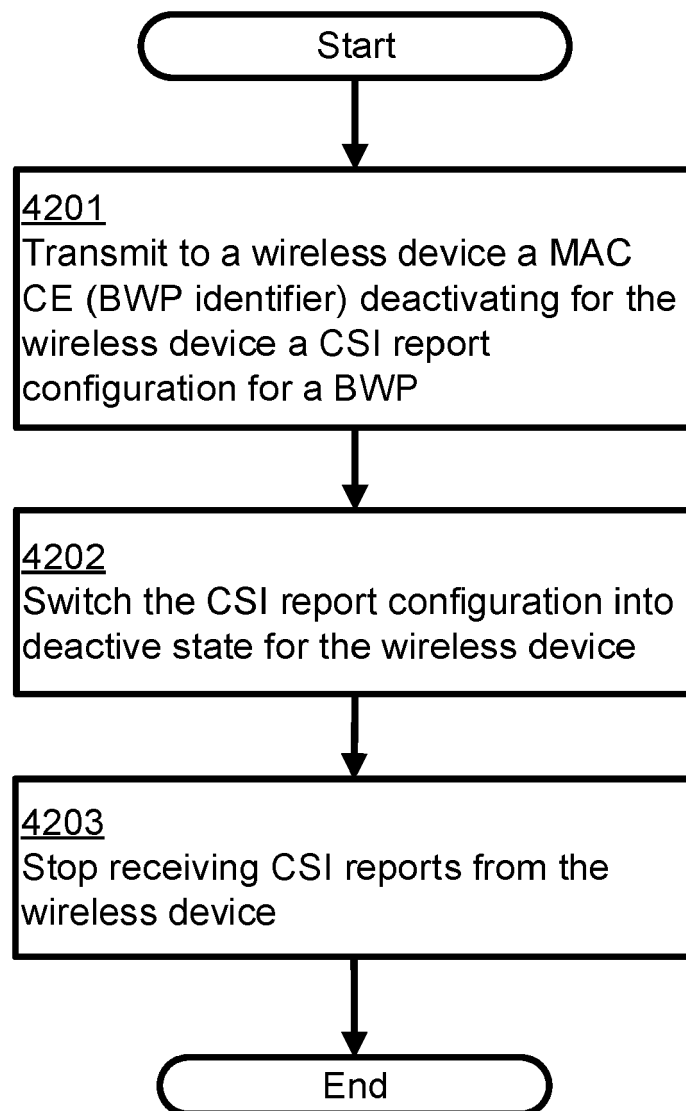 Start
4201
Transmit to a wireless device a MAC
CE (BWP identifier) deactivating for the
wireless device a CSI report
configuration for a BWP
4202
Switch the CSI report configuration into
deactive state for the wireless device
4203
Stop receiving CSI reports from the
wireless device
End